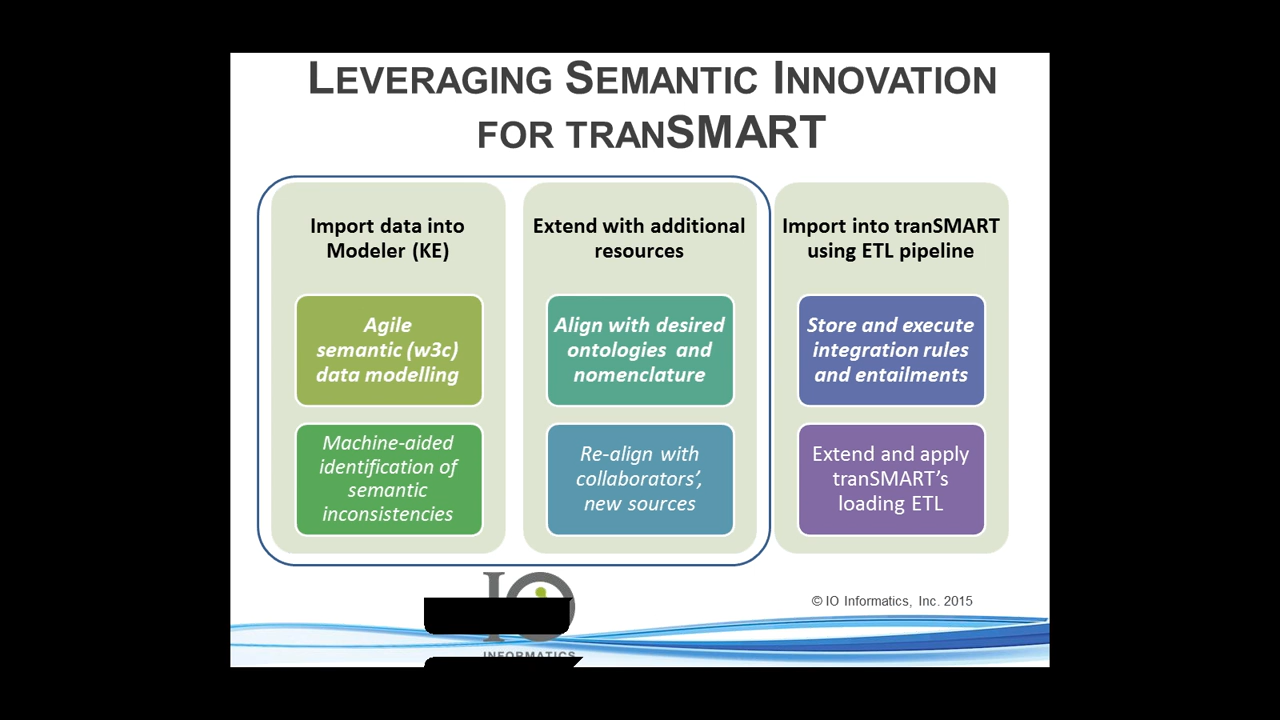 LEVERAGING SEMANTIC INNOVATION
FOR TRANSMART
Import data into
Modeler (KE)
Agile
semantic (w3c)
data modelling
Machine-aided
identification of
semantic
inconsistencies
Extend with additional
resources
Align with desired
ontologies and
nomenclature
Re-align with
collaborators’,
new sources
Import into tranSMART
using ETL pipeline
Store and execute
integration rules
and entailments
Extend and apply
tranSMART’s
loading ETL
IO
INFORMATICS
© IO Informatics, Inc. 2015